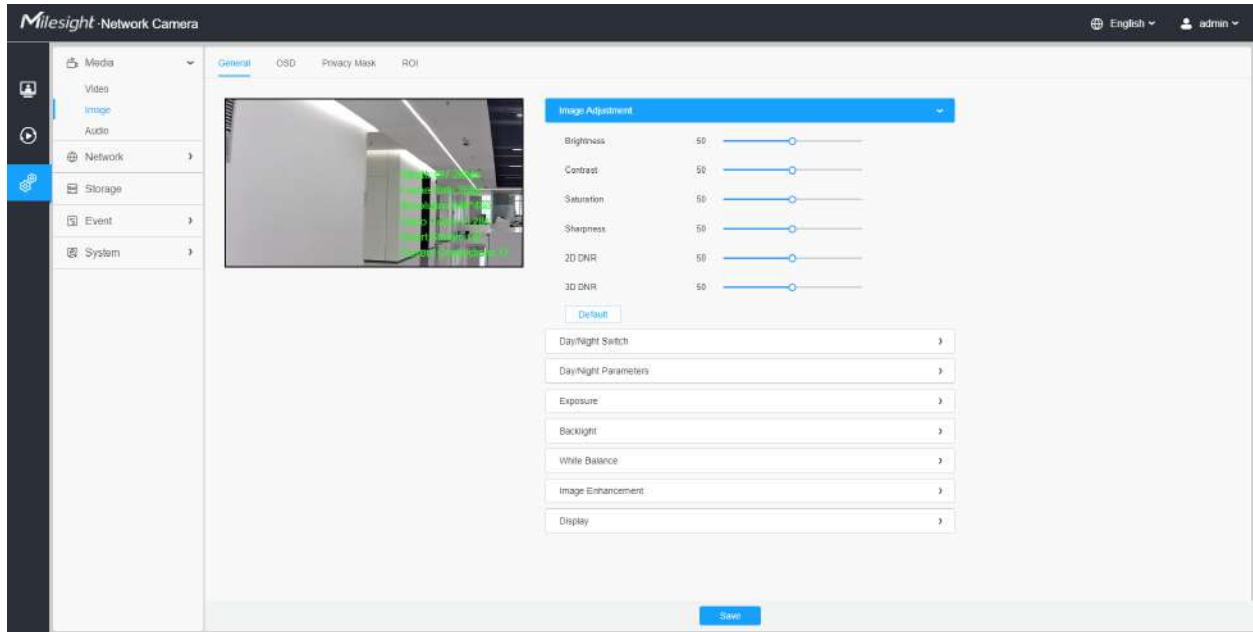 Milesight ·Network Camera
English
admin
Media
Video
Image
Audio
Network
Storage
Event
System
General OSD Privacy Mask ROI
Image Adjustment
Brightness 50
Contrast 50
Saturation 50
Sharpness 50
2D DNR 50
3D DNR 50
Default
Day/Night Switch
Day/Night Parameters
Exposure
Backlight
White Balance
Image Enhancement
Display
Save